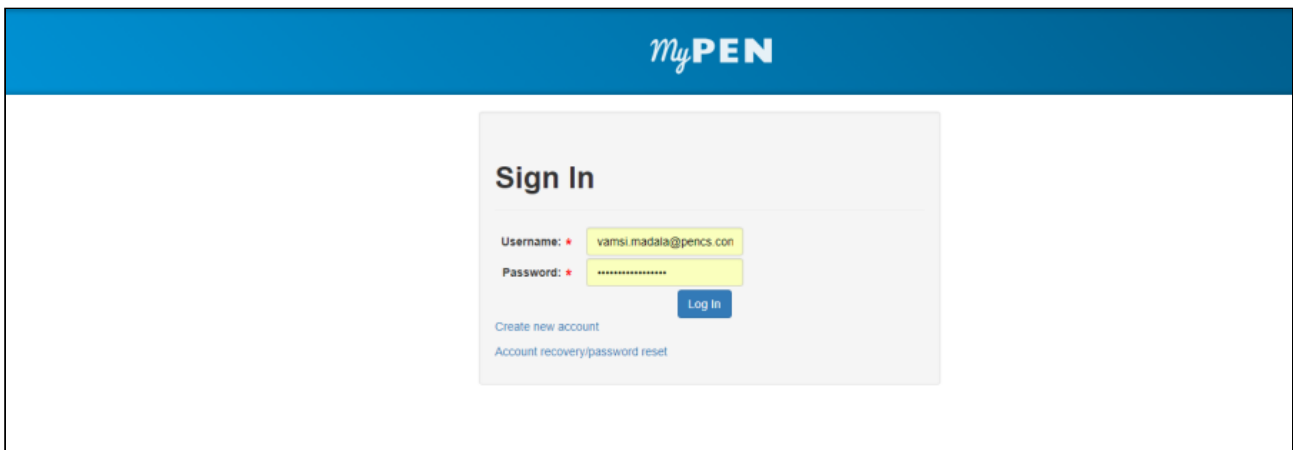 MyPEN
Sign In
Username: *
vamsi.madala@pencs.con
Password: *
•••••••••••••••••
Log In
Create new account
Account recovery/password reset